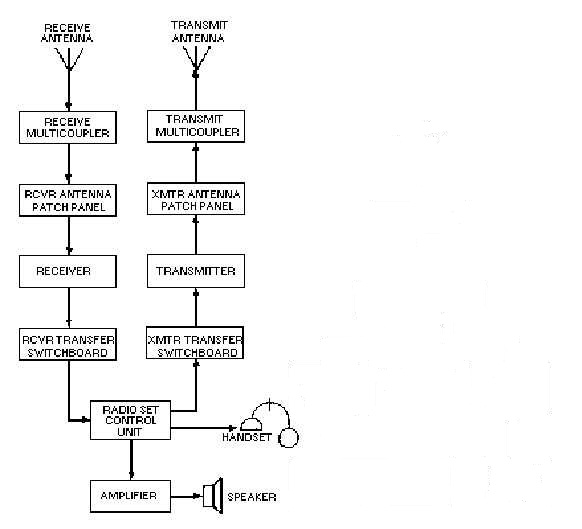 RECEIVE
ANTENNA
TRANSMIT
ANTENNA
RECEIVE
MULTICOUPLER
TRANSMIT
MULTICOUPLER
RCVR ANTENNA
PATCH PANEL
XMTR ANTENNA
PATCH PANEL
RECEIVER
TRANSMITTER
RCVR TRANSFER
SWITCHBOARD
XMTR TRANSFER
SWITCHBOARD
RADIO SET
CONTROL
UNIT
HANDSET
AMPLIFIER
SPEAKER